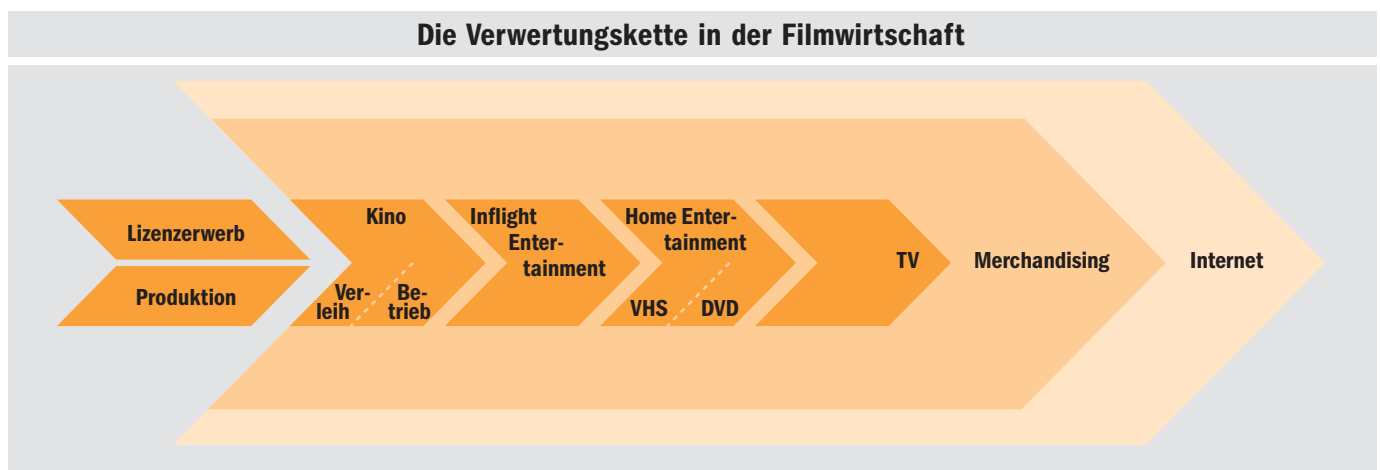 Die Verwertungskette in der Filmwirtschaft
Lizenzerwerb
Produktion
Kino
Ver-
leih
Be-
trieb
Inflight
Enter-
tainment
Home Enter-
tainment
VHS
DVD
TV
Merchandising
Internet